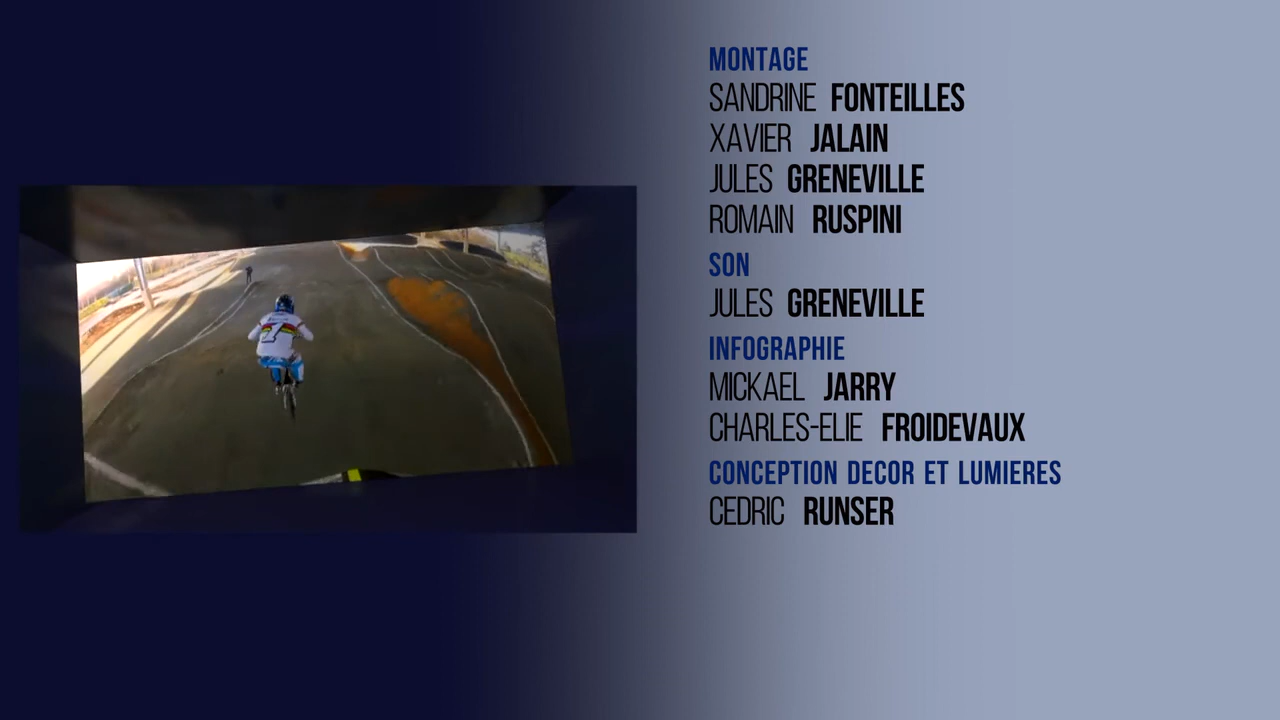 MONTAGE
SANDRINE FONTEILLES
XAVIER JALAIN
JULES GRENEVILLE
ROMAIN RUSPINI
SON
JULES GRENEVILLE
INFOGRAPHIE
MICKAEL JARRY
CHARLES-ELIE FROIDEVAUX
CONCEPTION DECOR ET LUMIERES
CEDRIC RUNSER
7